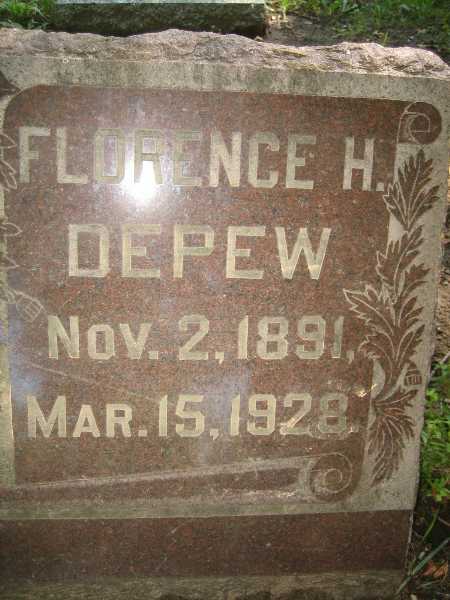 FLORENCE H.
DEPEW
NOV. 2, 1891,
MAR. 15, 1928.